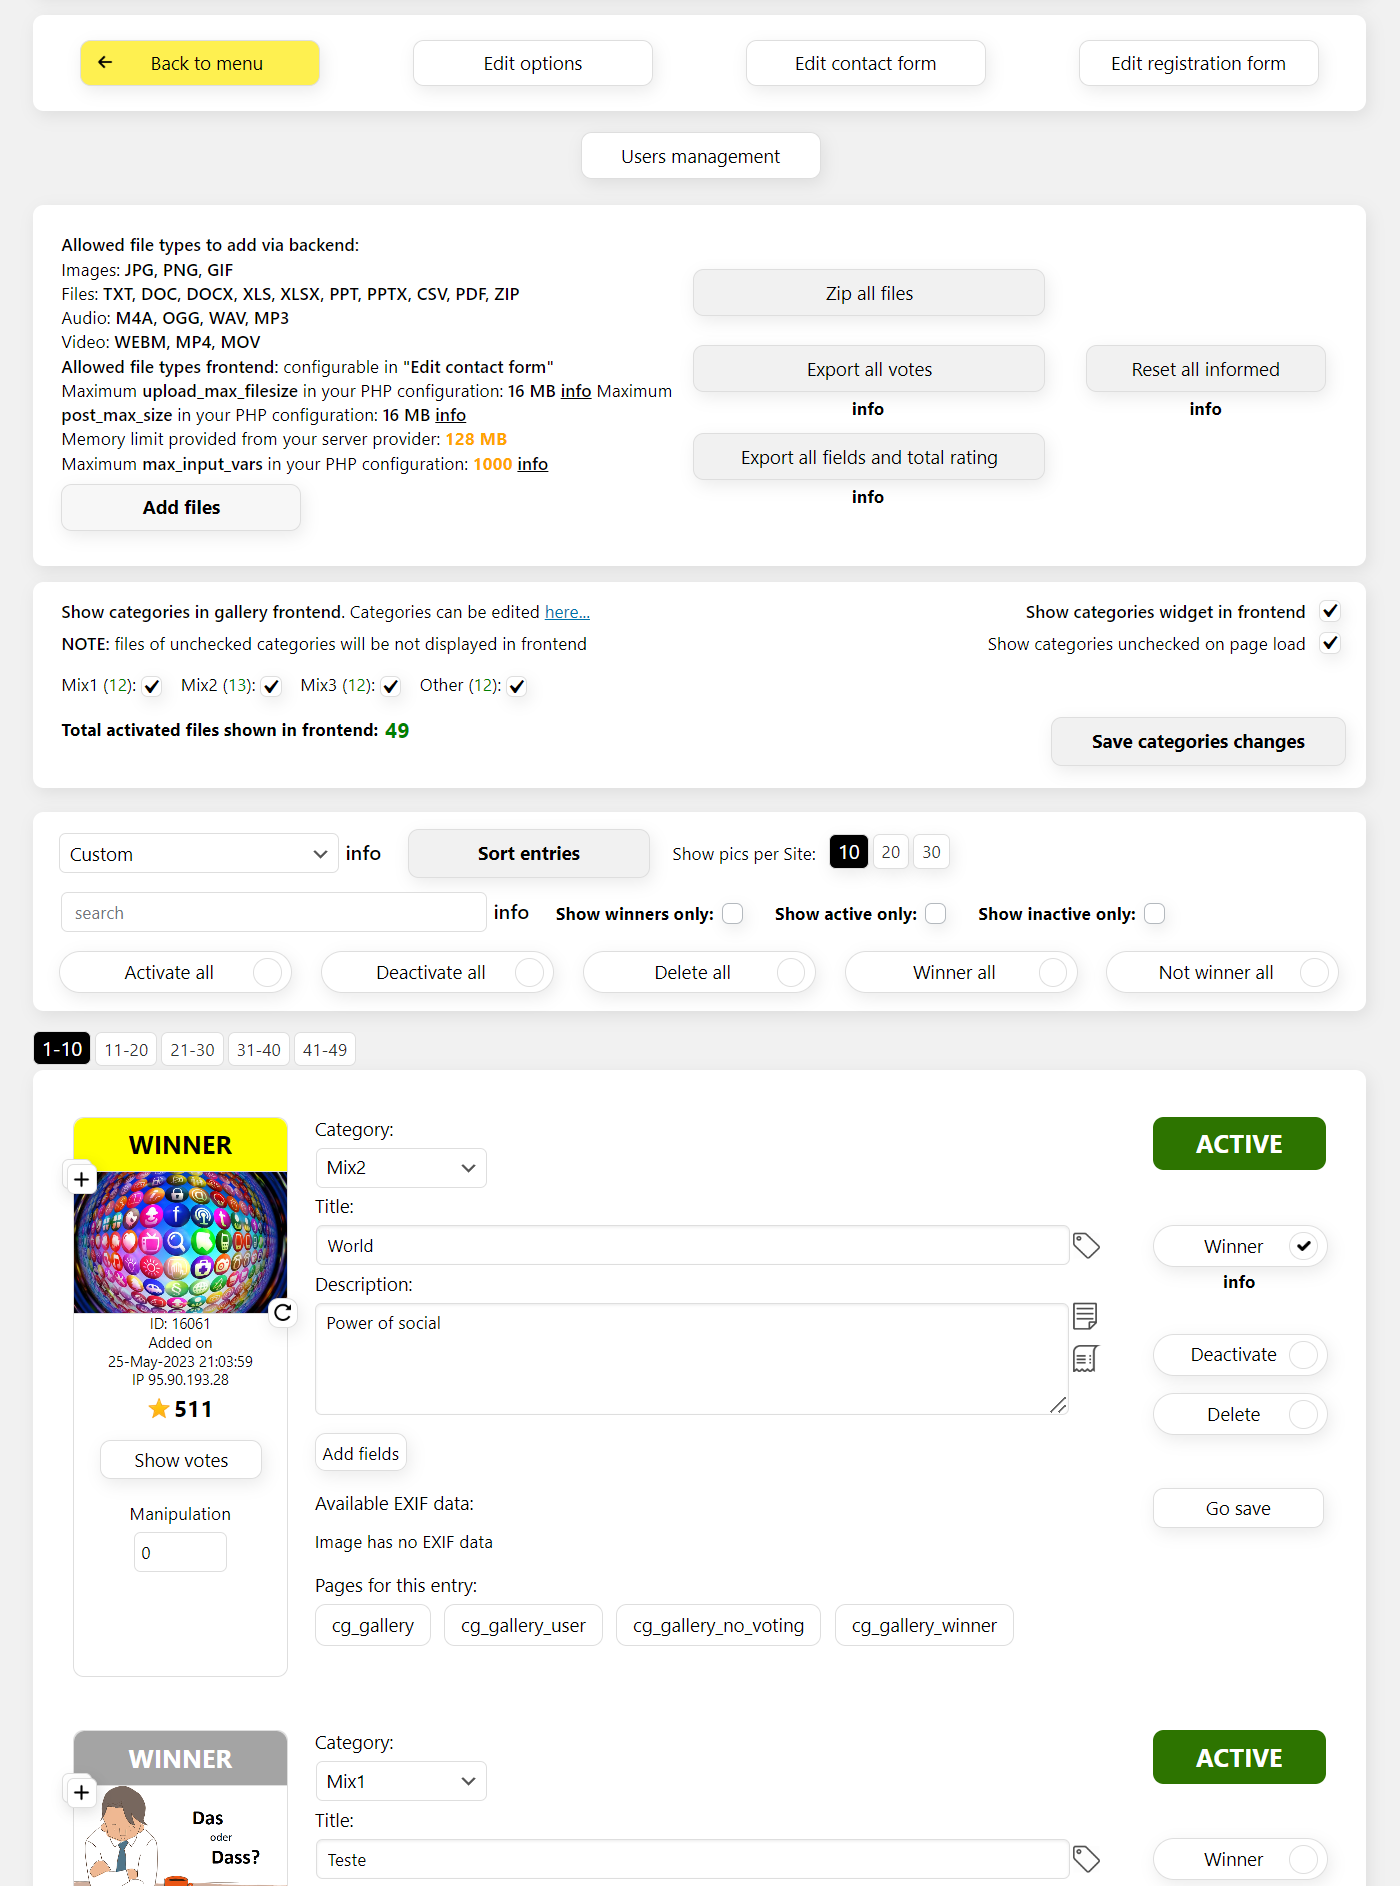 Back to menu
Edit options
Edit contact form
Edit registration form
Users management
Allowed file types to add via backend:
Images: JPG, PNG, GIF
Files: TXT, DOC, DOCX, XLS, XLSX, PPT, PPTX, CSV, PDF, ZIP
Audio: M4A, OGG, WAV, MP3
Video: WEBM, MP4, MOV
Allowed file types frontend: configurable in "Edit contact form"
Maximum upload_max_filesize in your PHP configuration: 16 MB info Maximum
post_max_size in your PHP configuration: 16 MB info
Memory limit provided from your server provider: 128 MB
Maximum max_input_vars in your PHP configuration: 1000 info
Add files
Zip all files
Export all votes
info
Export all fields and total rating
info
Reset all informed
info
Show categories in gallery frontend. Categories can be edited here...
NOTE: files of unchecked categories will be not displayed in frontend
Show categories widget in frontend
Show categories unchecked on page load
Mix1 (12): Mix2 (13): Mix3 (12): Other (12):
Total activated files shown in frontend: 49
Save categories changes
Custom info Sort entries Show pics per Site: 10 20 30
search info Show winners only: Show active only: Show inactive only:
Activate all Deactivate all Delete all Winner all Not winner all
1-10 11-20 21-30 31-40 41-49
WINNER
ID: 16061
Added on
25-May-2023 21:03:59
IP 95.90.193.28
511
Show votes
Manipulation
0
Category:
Mix2
Title:
World
Description:
Power of social
Add fields
Available EXIF data:
Image has no EXIF data
Pages for this entry:
cg_gallery cg_gallery_user cg_gallery_no_voting cg_gallery_winner
ACTIVE
Winner
info
Deactivate
Delete
Go save
WINNER
Das
oder
Dass?
Category:
Mix1
Title:
Teste
ACTIVE
Winner